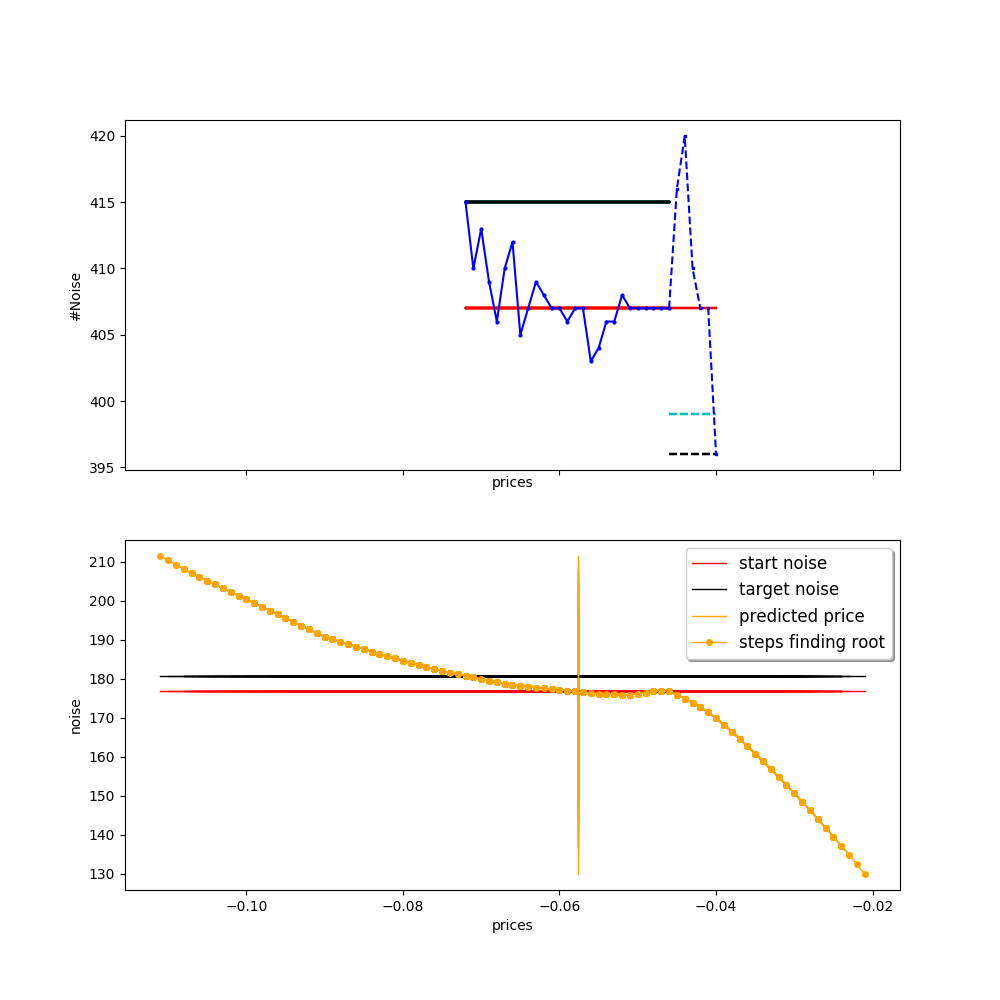 420
415
410
405
400
395
#Noise
prices
210
200
190
180
170
160
150
140
130
noise
start noise
target noise
predicted price
steps finding root
−0.10 −0.08 −0.06 −0.04 −0.02
prices